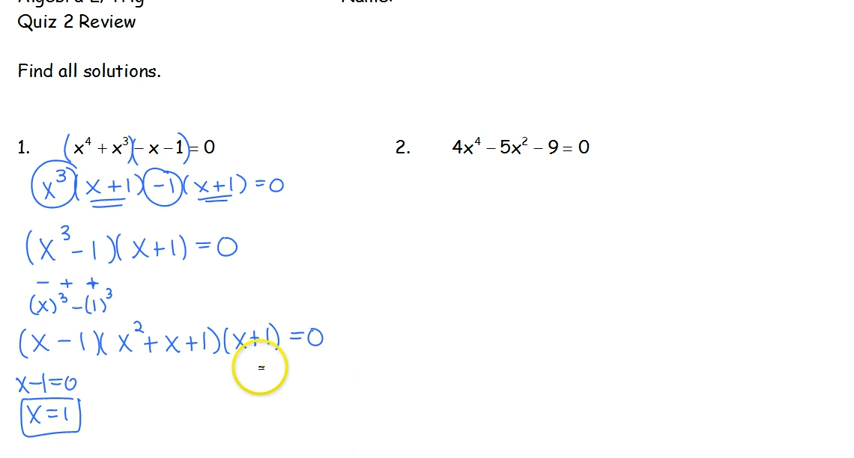 Quiz 2 Review
Find all solutions.
1. (x⁴ + x³)(− x − 1) = 0
x³(x+1) −1(x+1) = 0
(x³ − 1)(x+1) = 0
− + +
(x)³ − (1)³
(x − 1)(x² + x + 1)(x+1) = 0
x−1=0
x=1
=
2. 4x⁴ − 5x² − 9 = 0